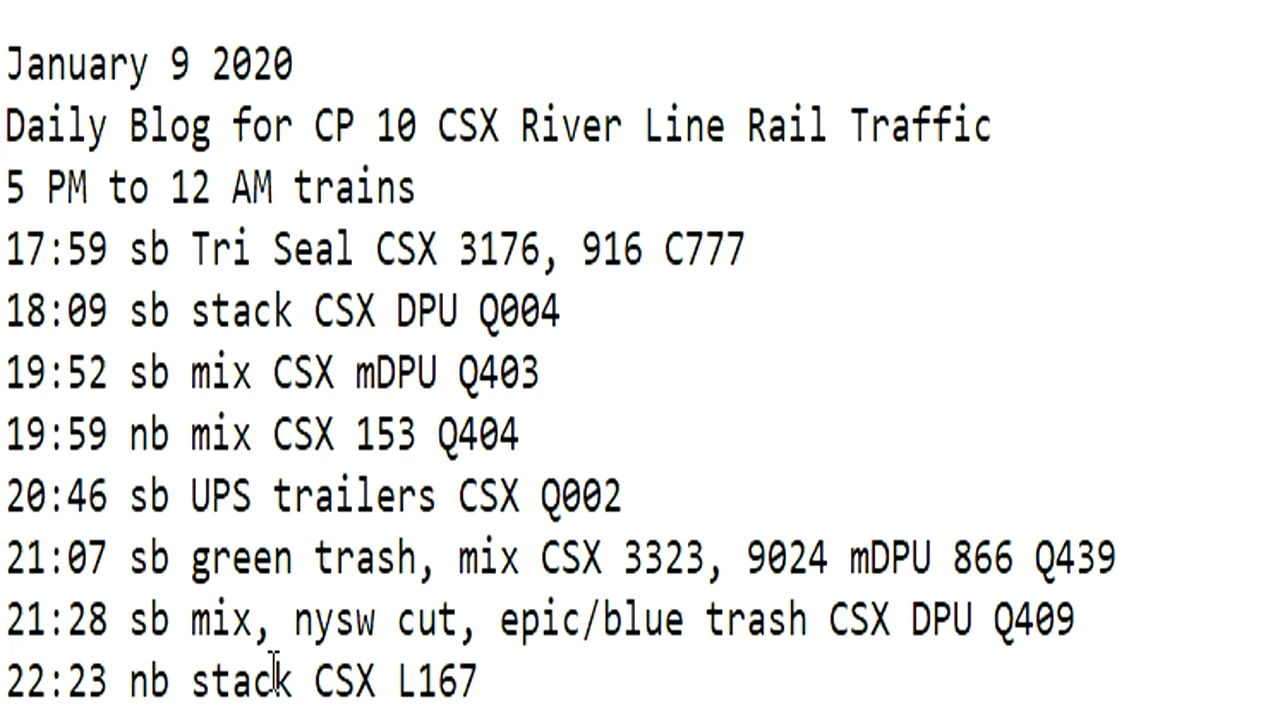 January 9 2020
Daily Blog for CP 10 CSX River Line Rail Traffic
5 PM to 12 AM trains
17:59 sb Tri Seal CSX 3176, 916 C777
18:09 sb stack CSX DPU Q004
19:52 sb mix CSX mDPU Q403
19:59 nb mix CSX 153 Q404
20:46 sb UPS trailers CSX Q002
21:07 sb green trash, mix CSX 3323, 9024 mDPU 866 Q439
21:28 sb mix, nysw cut, epic/blue trash CSX DPU Q409
22:23 nb stack CSX L167